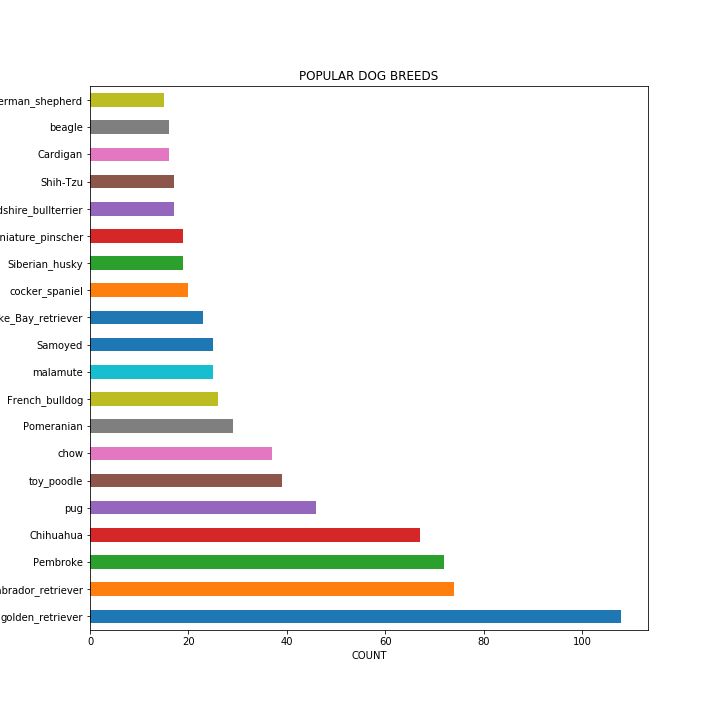 POPULAR DOG BREEDS
erman_shepherd
beagle
Cardigan
Shih-Tzu
dshire_bullterrier
niature_pinscher
Siberian_husky
cocker_spaniel
ke_Bay_retriever
Samoyed
malamute
French_bulldog
Pomeranian
chow
toy_poodle
pug
Chihuahua
Pembroke
abrador_retriever
golden_retriever
0 20 40 60 80 100
COUNT